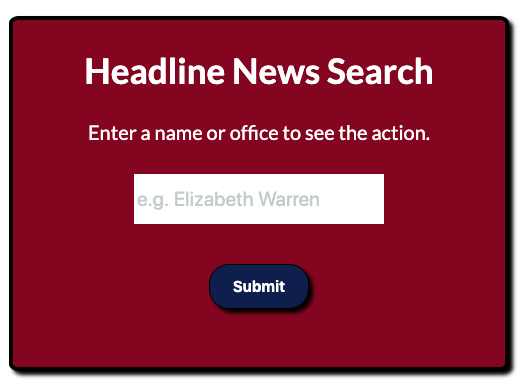 Headline News Search
Enter a name or office to see the action.
e.g. Elizabeth Warren
Submit